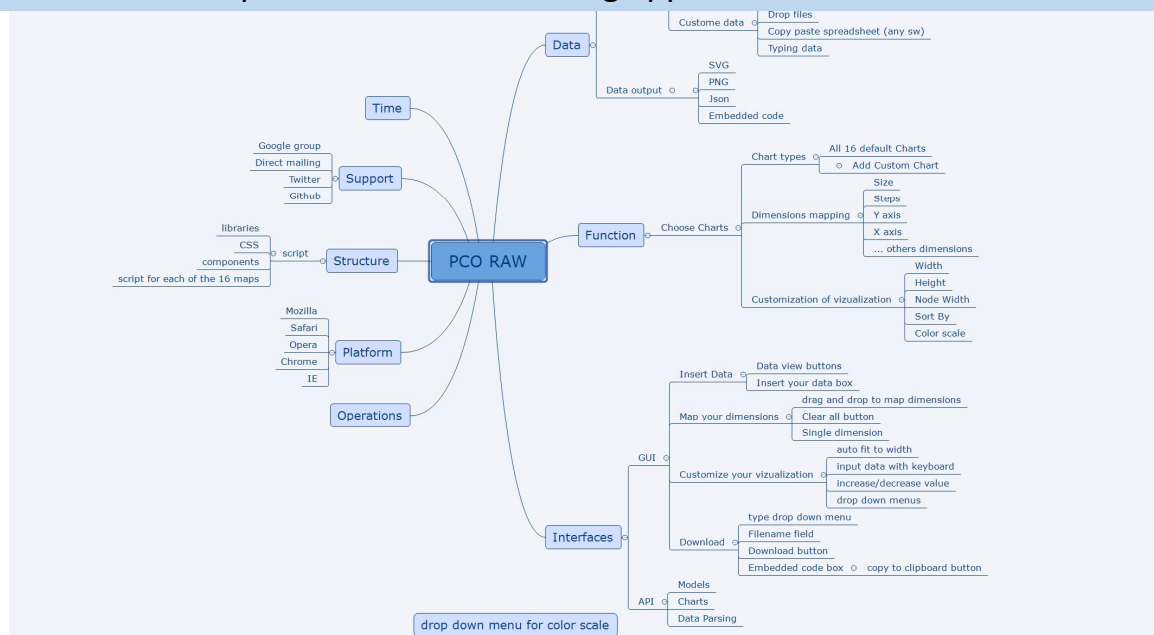 Drop files
Custome data
Copy paste spreadsheet (any sw)
Typing data
Data
SVG
PNG
Data output
Json
Embedded code
Time
Google group
Direct mailing
Twitter
Github
Support
Chart types
All 16 default Charts
Add Custom Chart
Size
Steps
Dimensions mapping
Y axis
X axis
... others dimensions
Function
Choose Charts
Width
Height
Customization of vizualization
Node Width
Sort By
Color scale
PCO RAW
libraries
CSS
components
script for each of the 16 maps
script
Structure
Mozilla
Safari
Opera
Chrome
IE
Platform
Operations
Insert Data
Data view buttons
Insert your data box
drag and drop to map dimensions
Map your dimensions
Clear all button
Single dimension
GUI
auto fit to width
Customize your vizualization
input data with keyboard
increase/decrease value
drop down menus
type drop down menu
Filename field
Download
Download button
Embedded code box
copy to clipboard button
Interfaces
Models
API
Charts
Data Parsing
drop down menu for color scale